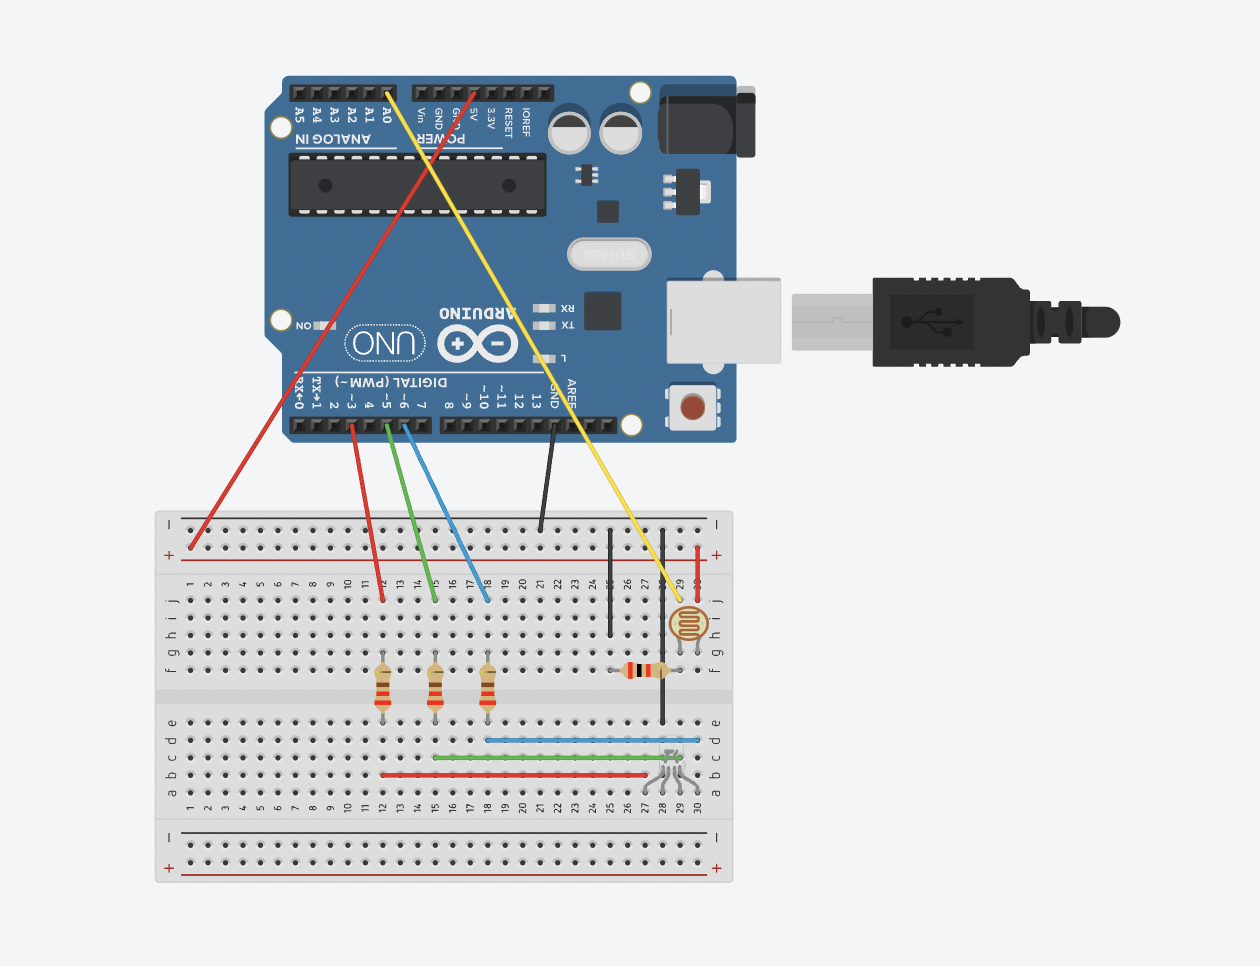 A5 A4 A3 A2 A1 A0 Vin GND GND 5V 3.3V RESET IOREF
ANALOG IN POWER
SPK16.000G
RX
ON TX
ARDUINO
UNO L
DIGITAL (PWM~)
RX←0 TX→1 2 ~3 4 ~5 ~6 7 8 ~9 ~10 ~11 12 13 GND AREF
− −
+ +
1 2 3 4 5 6 7 8 9 10 11 12 13 14 15 16 17 18 19 20 21 22 23 24 25 26 27 28 29 30
j j
i i
h h
g g
f f
e e
d d
c c
b b
a a
1 2 3 4 5 6 7 8 9 10 11 12 13 14 15 16 17 18 19 20 21 22 23 24 25 26 27 28 29 30
− −
+ +